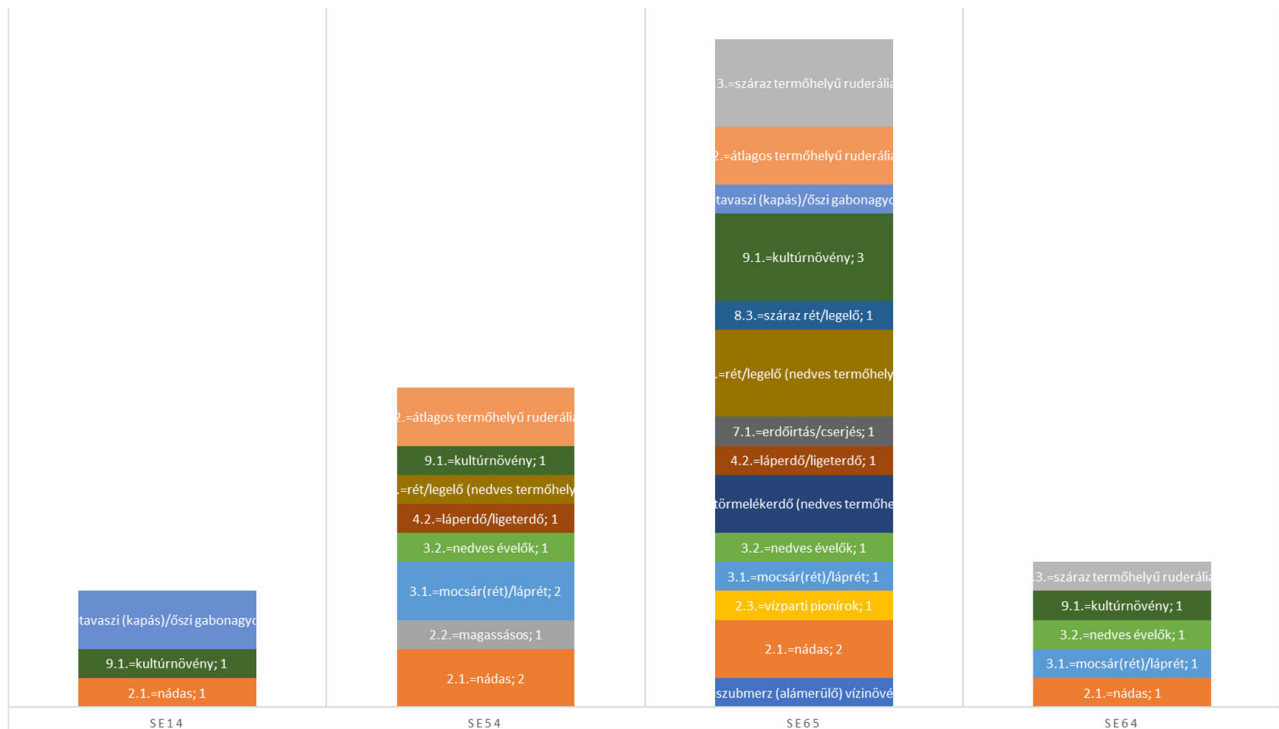 tavaszi (kapás)/őszi gabonagyo
9.1.=kultúrnövény; 1
2.1.=nádas; 1
SE14
2.=átlagos termőhelyű ruderália
9.1.=kultúrnövény; 1
.=rét/legelő (nedves termőhely
4.2.=láperdő/ligeterdő; 1
3.2.=nedves évelők; 1
3.1.=mocsár(rét)/láprét; 2
2.2.=magassásos; 1
2.1.=nádas; 2
SE54
3.=száraz termőhelyű ruderália
2.=átlagos termőhelyű ruderália
tavaszi (kapás)/őszi gabonagyo
9.1.=kultúrnövény; 3
8.3.=száraz rét/legelő; 1
.=rét/legelő (nedves termőhely
7.1.=erdőirtás/cserjés; 1
4.2.=láperdő/ligeterdő; 1
törmelékerdő (nedves termőhe
3.2.=nedves évelők; 1
3.1.=mocsár(rét)/láprét; 1
2.3.=vízparti pionírok; 1
2.1.=nádas; 2
szubmerz (alámerülő) vízinövé
SE65
3.=száraz termőhelyű ruderália
9.1.=kultúrnövény; 1
3.2.=nedves évelők; 1
3.1.=mocsár(rét)/láprét; 1
2.1.=nádas; 1
SE64